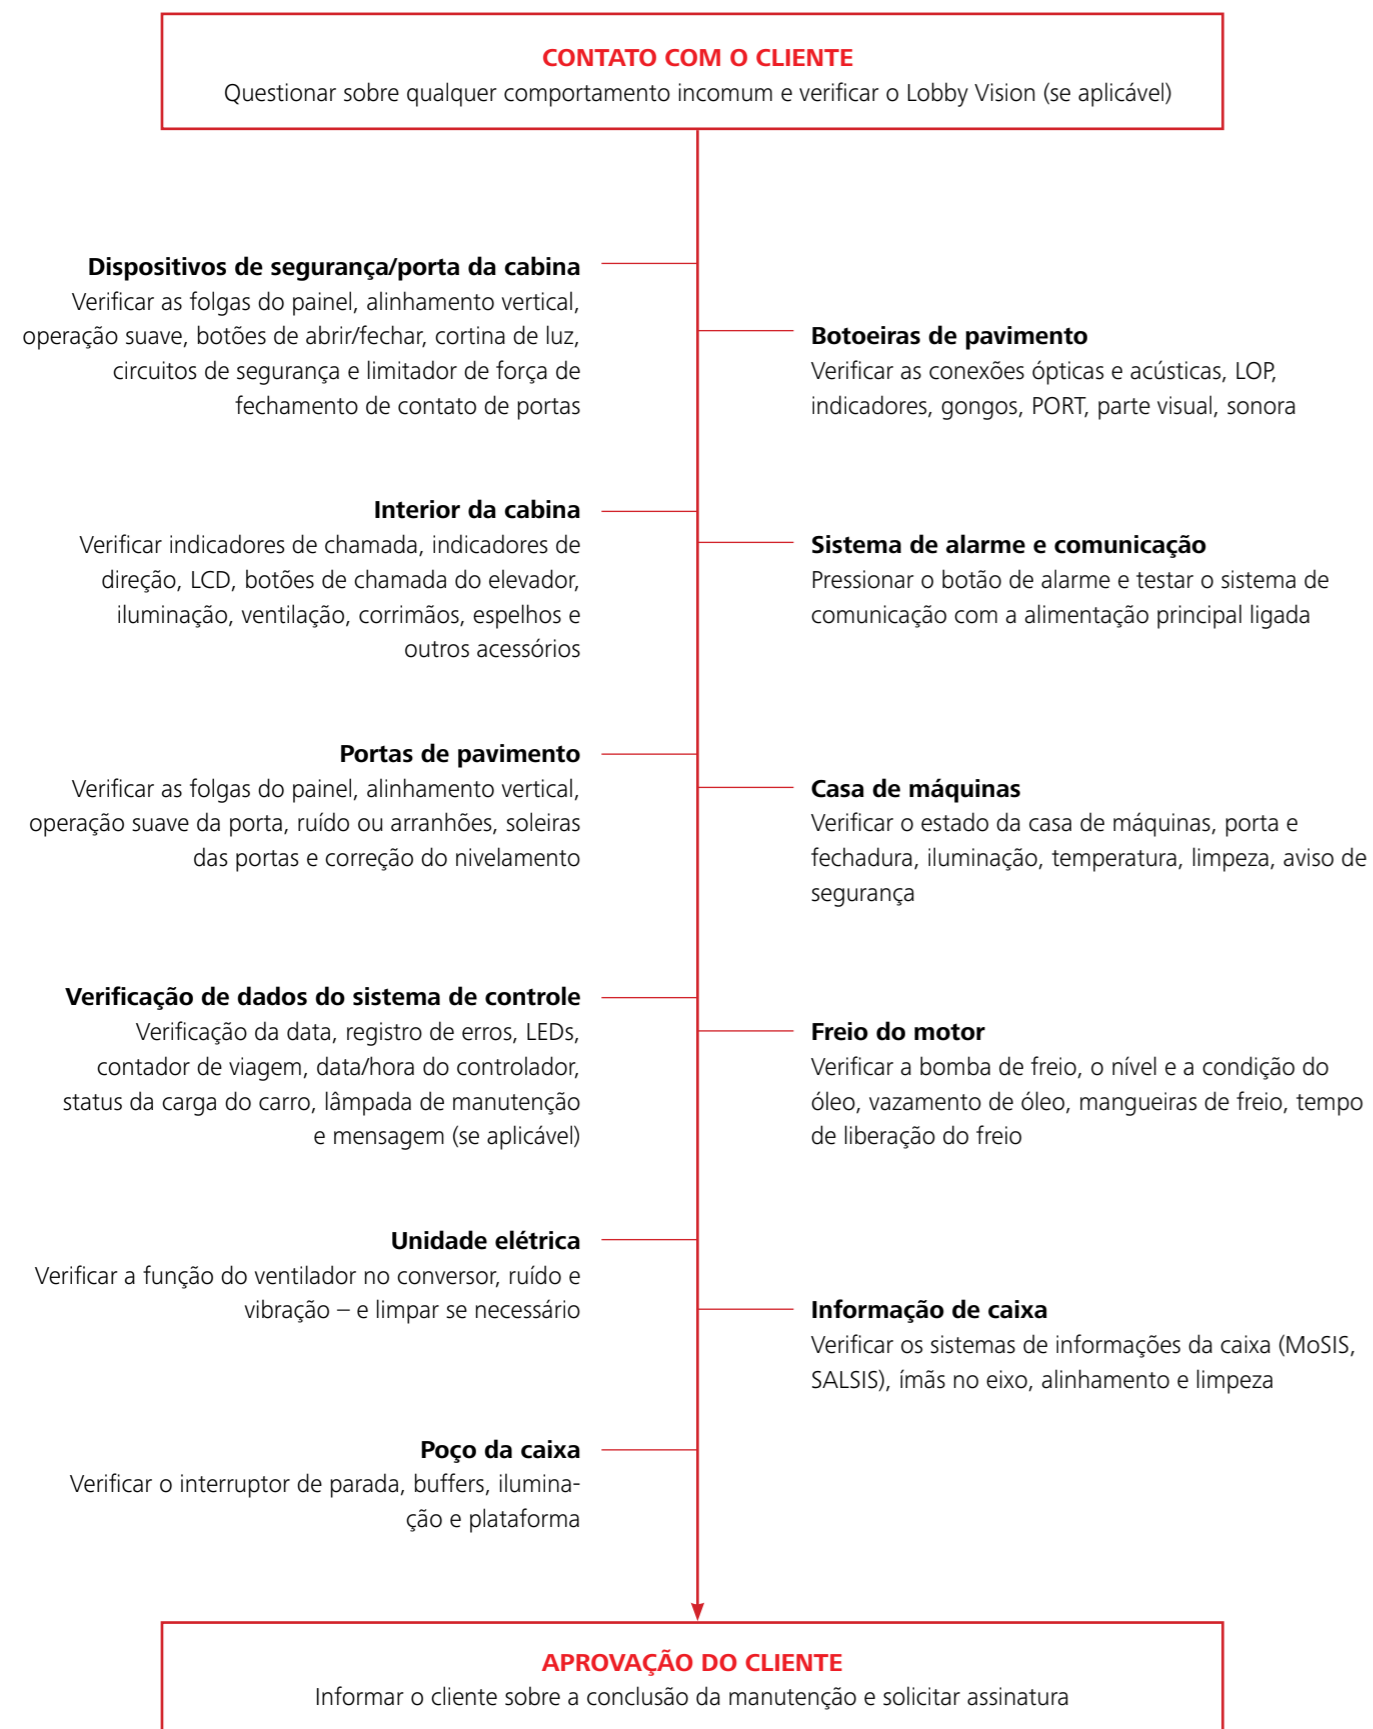 CONTATO COM O CLIENTE
Questionar sobre qualquer comportamento incomum e verificar o Lobby Vision (se aplicável)
Dispositivos de segurança/porta da cabina
Verificar as folgas do painel, alinhamento vertical,
operação suave, botões de abrir/fechar, cortina de luz,
circuitos de segurança e limitador de força de
fechamento de contato de portas
Botoeiras de pavimento
Verificar as conexões ópticas e acústicas, LOP,
indicadores, gongos, PORT, parte visual, sonora
Interior da cabina
Verificar indicadores de chamada, indicadores de
direção, LCD, botões de chamada do elevador,
iluminação, ventilação, corrimãos, espelhos e
outros acessórios
Sistema de alarme e comunicação
Pressionar o botão de alarme e testar o sistema de
comunicação com a alimentação principal ligada
Portas de pavimento
Verificar as folgas do painel, alinhamento vertical,
operação suave da porta, ruído ou arranhões, soleiras
das portas e correção do nivelamento
Casa de máquinas
Verificar o estado da casa de máquinas, porta e
fechadura, iluminação, temperatura, limpeza, aviso de
segurança
Verificação de dados do sistema de controle
Verificação da data, registro de erros, LEDs,
contador de viagem, data/hora do controlador,
status da carga do carro, lâmpada de manutenção
e mensagem (se aplicável)
Freio do motor
Verificar a bomba de freio, o nível e a condição do
óleo, vazamento de óleo, mangueiras de freio, tempo
de liberação do freio
Unidade elétrica
Verificar a função do ventilador no conversor, ruído e
vibração – e limpar se necessário
Informação de caixa
Verificar os sistemas de informações da caixa (MoSIS,
SALSIS), ímãs no eixo, alinhamento e limpeza
Poço da caixa
Verificar o interruptor de parada, buffers, ilumina-
ção e plataforma
APROVAÇÃO DO CLIENTE
Informar o cliente sobre a conclusão da manutenção e solicitar assinatura